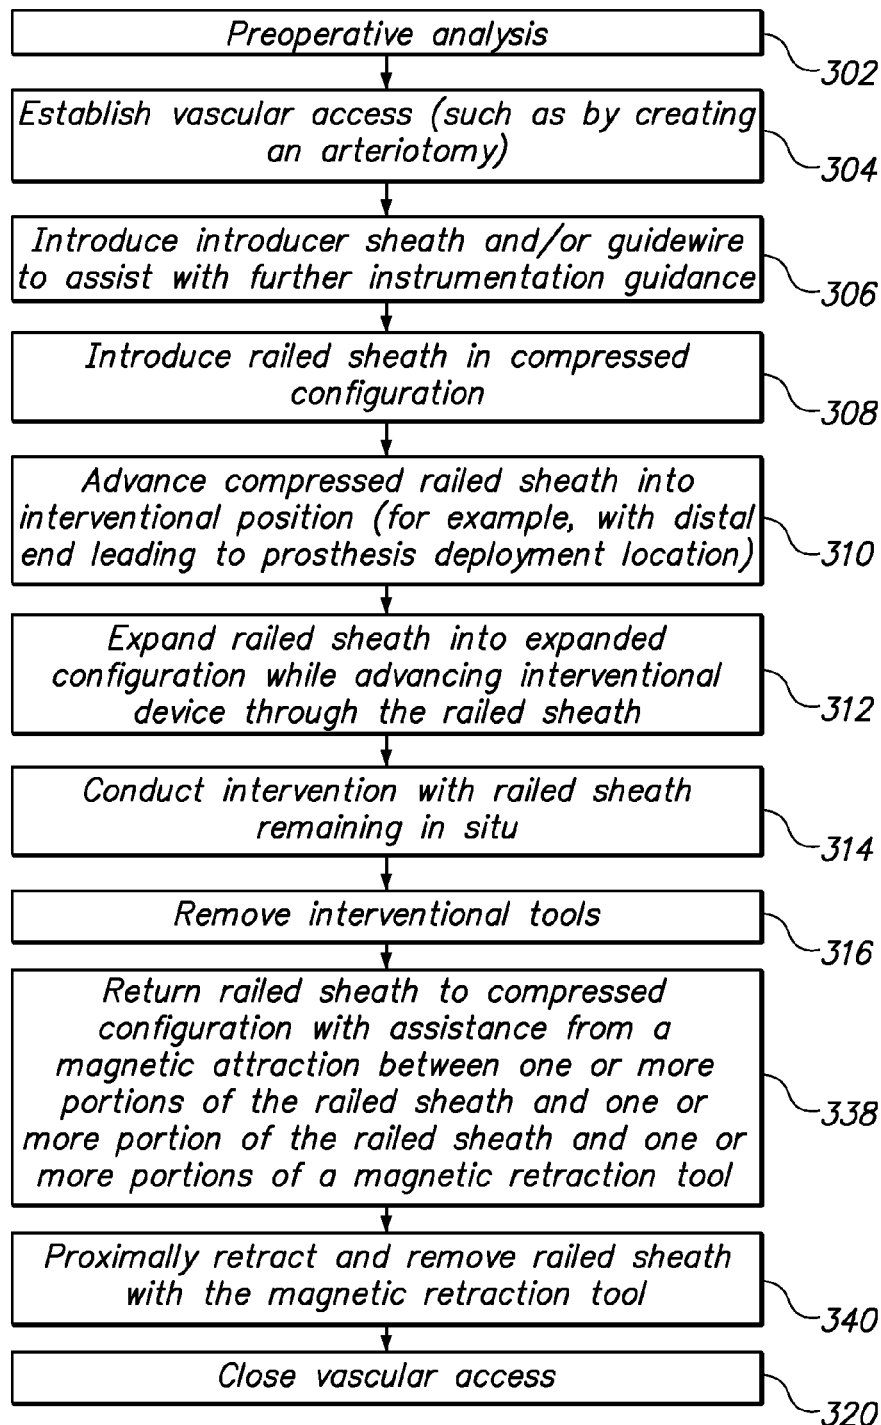 Preoperative analysis
302
Establish vascular access (such as by creating
an arteriotomy)
304
Introduce introducer sheath and/or guidewire
to assist with further instrumentation guidance
306
Introduce railed sheath in compressed
configuration
308
Advance compressed railed sheath into
interventional position (for example, with distal
end leading to prosthesis deployment location)
310
Expand railed sheath into expanded
configuration while advancing interventional
device through the railed sheath
312
Conduct intervention with railed sheath
remaining in situ
314
Remove interventional tools
316
Return railed sheath to compressed
configuration with assistance from a
magnetic attraction between one or more
portions of the railed sheath and one or
more portion of the railed sheath and one or
more portions of a magnetic retraction tool
338
Proximally retract and remove railed sheath
with the magnetic retraction tool
340
Close vascular access
320